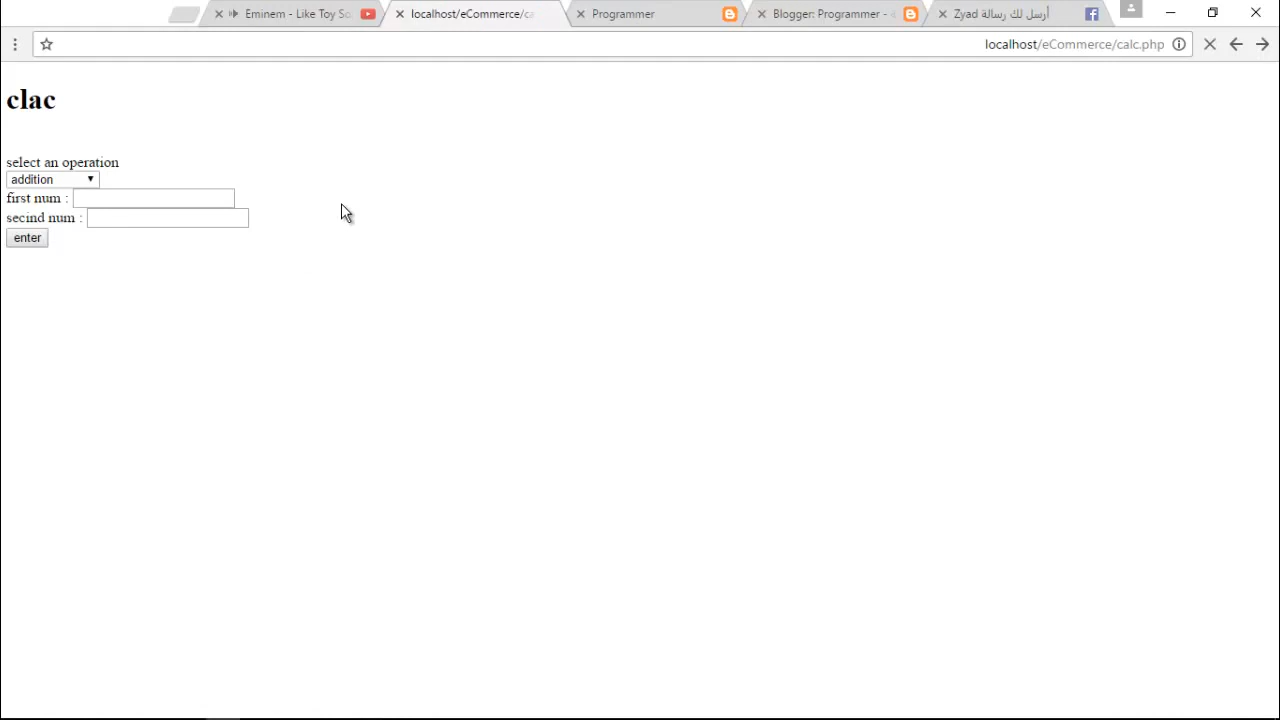 Eminem - Like Toy So
localhost/eCommerce/ca
Programmer
Blogger: Programmer -
Zyad أرسل لك رسالة
localhost/eCommerce/calc.php
clac
select an operation
addition
first num :
secind num :
enter